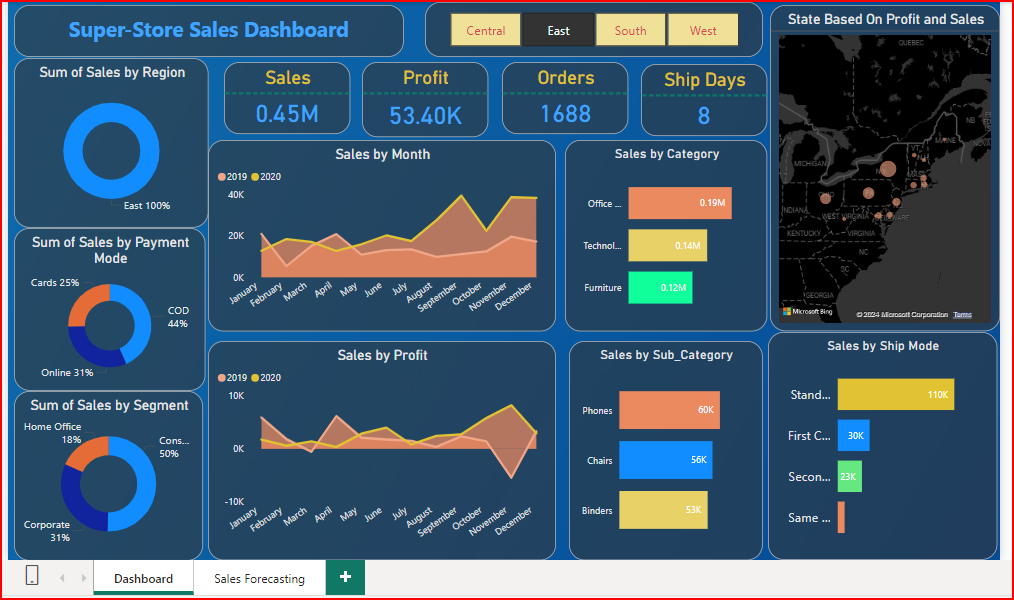 Super-Store Sales Dashboard
Central
East
South
West
State Based On Profit and Sales
Sum of Sales by Region
East 100%
Sales
0.45M
Profit
53.40K
Orders
1688
Ship Days
8
Sales by Month
2019 2020
40K
20K
0K
January
February
March
April
May
June
July
August
September
October
November
December
Sales by Category
Office ...
0.19M
Technol...
0.14M
Furniture
0.12M
QUEBEC
NB
MAINE
VT.
MICHIGAN
OHIO
INDIANA
WEST VIRGINIA
DELAWARE
KENTUCKY
VIRGINIA
NC
SC
GEORGIA
Microsoft Bing
© 2024 Microsoft Corporation Terms
Sum of Sales by Payment
Mode
Cards 25%
COD
44%
Online 31%
Sum of Sales by Segment
Home Office
18%
Cons...
50%
Corporate
31%
Sales by Profit
2019 2020
10K
0K
-10K
January
February
March
April
May
June
July
August
September
October
November
December
Sales by Sub_Category
Phones
60K
Chairs
56K
Binders
53K
Sales by Ship Mode
Stand...
110K
First C...
30K
Secon...
23K
Same ...
Dashboard
Sales Forecasting
+